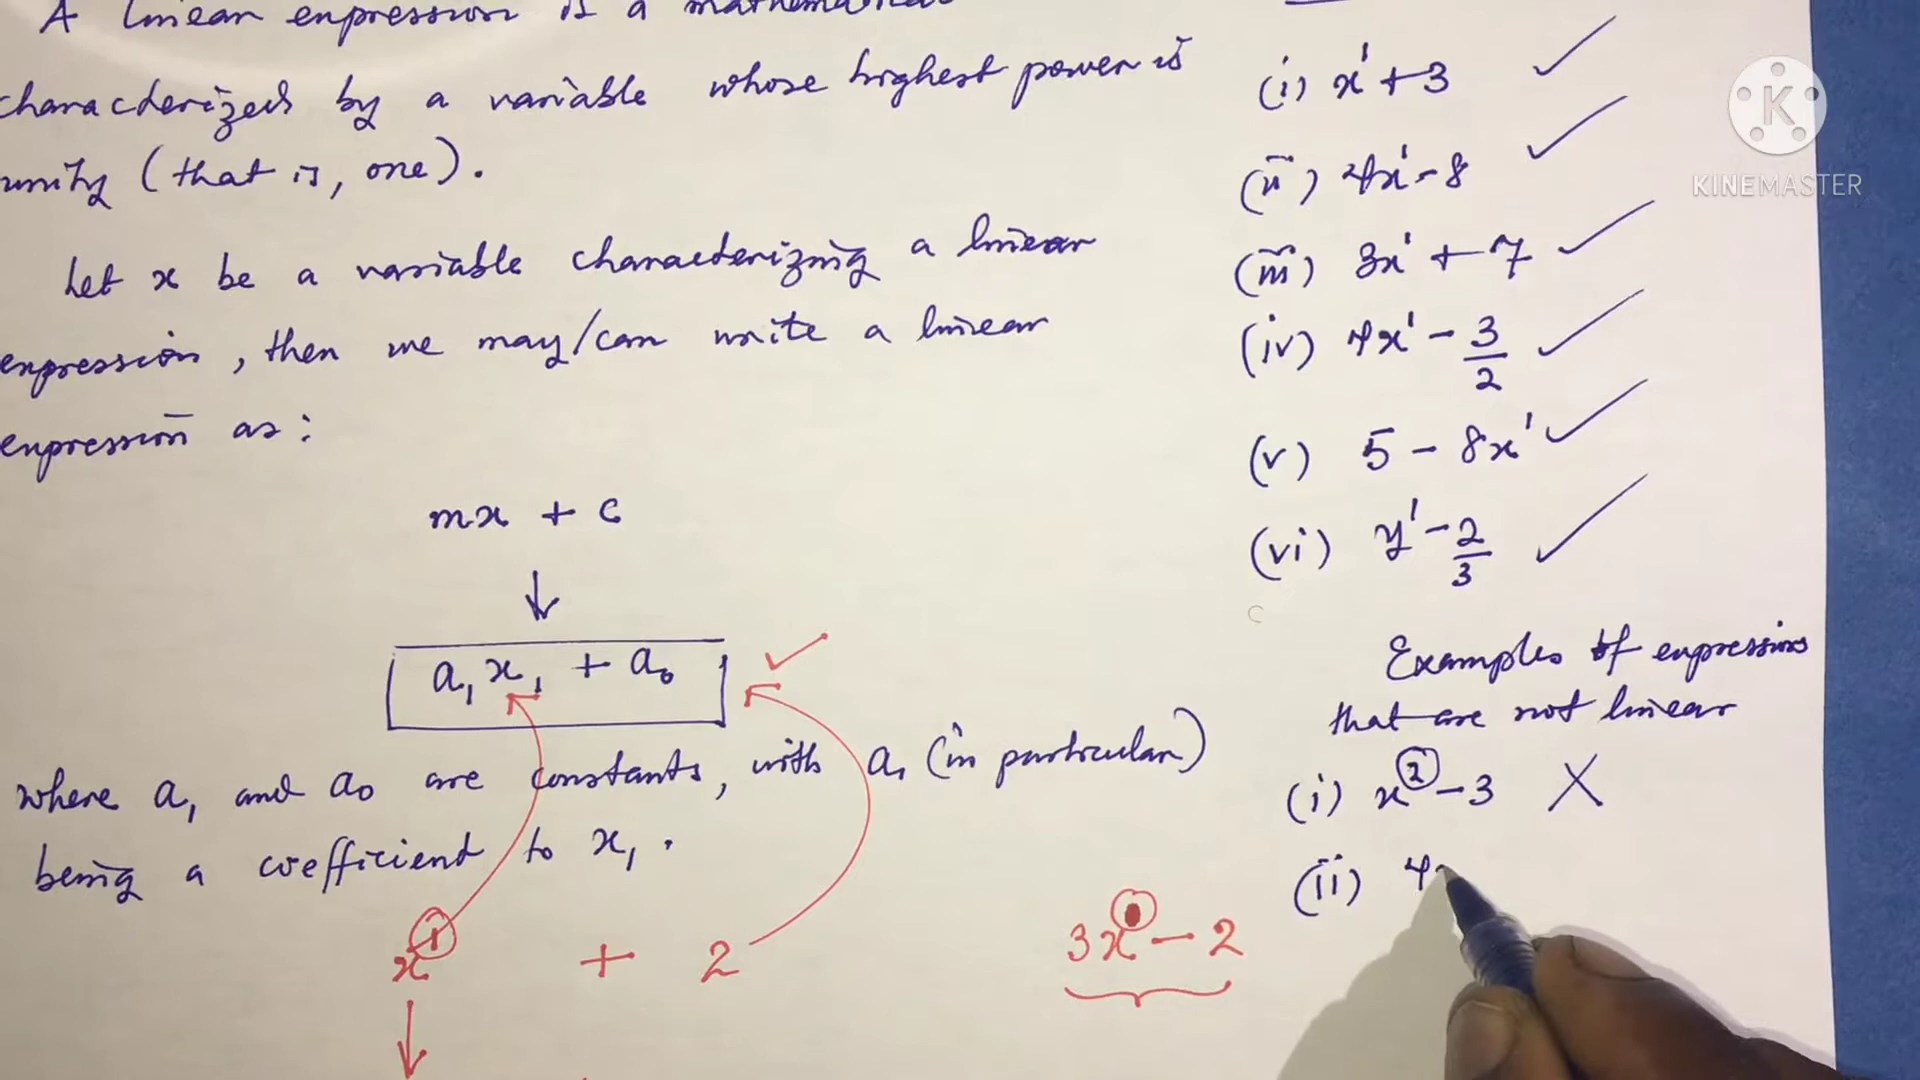 A linear expression is a mathematical
characterized by a variable whose highest power is
unity (that is, one).
Let x be a variable characterizing a linear
expression, then we may/can write a linear
expression as:
mx + c
↓
a₁x₁ + a₀
where a₁ and a₀ are constants, with a₁ (in particular)
being a coefficient to x₁.
x¹ + 2
3x - 2
(i) x¹ + 3 ✓
(ii) 4x¹ - 8 ✓
(iii) 3x¹ + 7 ✓
(iv) 4x¹ - 3/2 ✓
(v) 5 - 8x¹ ✓
(vi) y¹ - 2/3 ✓
Examples of expressions
that are not linear
(i) x² - 3 X
(ii) 4
K
KINEMASTER